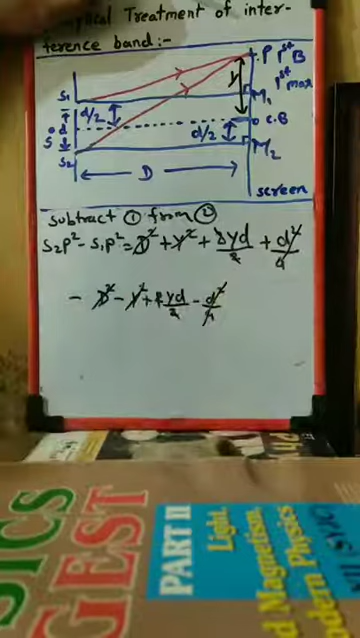 Treatment of inter-
ference band:-
P 1st B
1st max
S1
d/2
y
M1
d
O C.B
S
d/2
S2
M2
D
screen
subtract ① from ②
S₂P² - S₁P² = D² + y² + 2yd/2 + d²/4
- D² - y² + 2yd/2 - d²/4
GEST
PART II
Light,
Magnetism,
Modern Physics